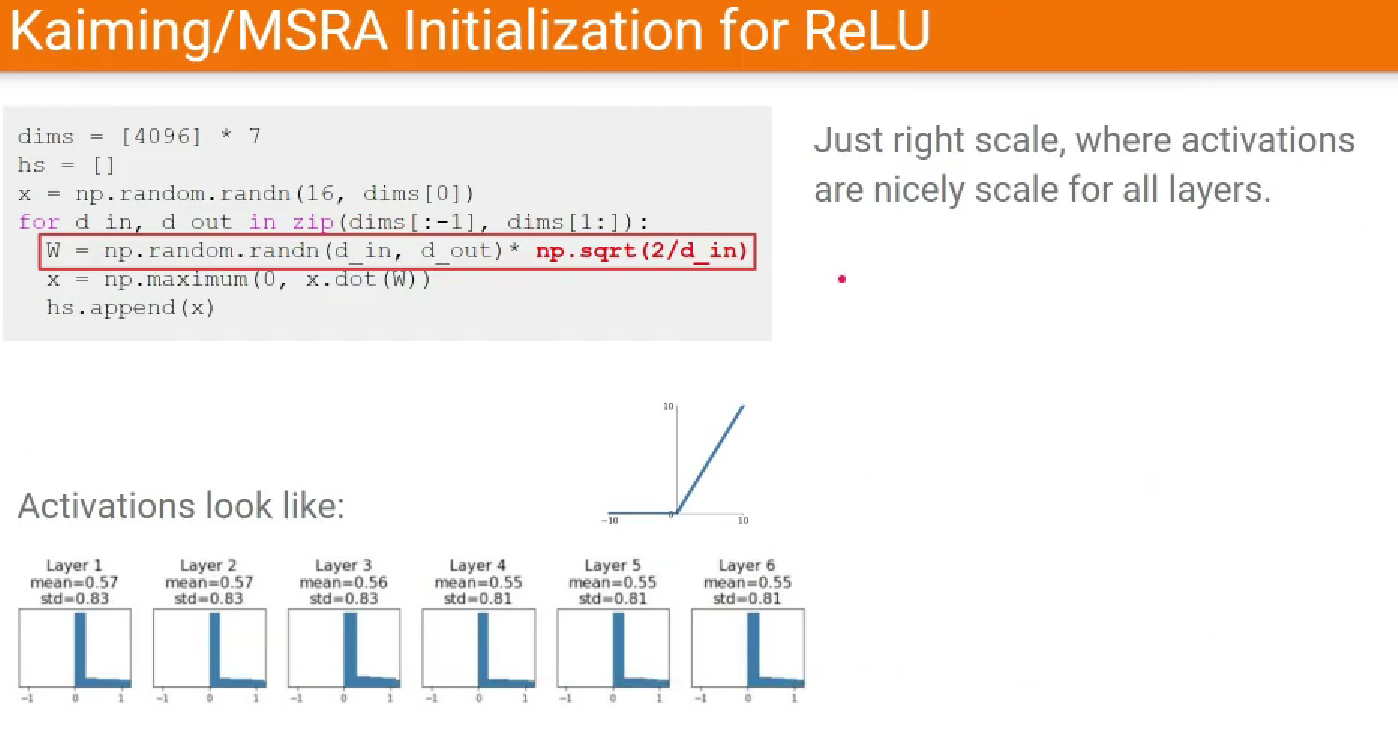 Kaiming/MSRA Initialization for ReLU
dims = [4096] * 7
hs = []
x = np.random.randn(16, dims[0])
for d in, d out in zip(dims[:-1], dims[1:]):
W = np.random.randn(d_in, d_out)* np.sqrt(2/d_in)
x = np.maximum(0, x.dot(W))
hs.append(x)
Just right scale, where activations
are nicely scale for all layers.
10
-10 0 10
Activations look like:
Layer 1 Layer 2 Layer 3 Layer 4 Layer 5 Layer 6
mean=0.57 mean=0.57 mean=0.56 mean=0.55 mean=0.55 mean=0.55
std=0.83 std=0.83 std=0.83 std=0.81 std=0.81 std=0.81
-1 0 1 -1 0 1 -1 0 1 -1 0 1 -1 0 1 -1 0 1